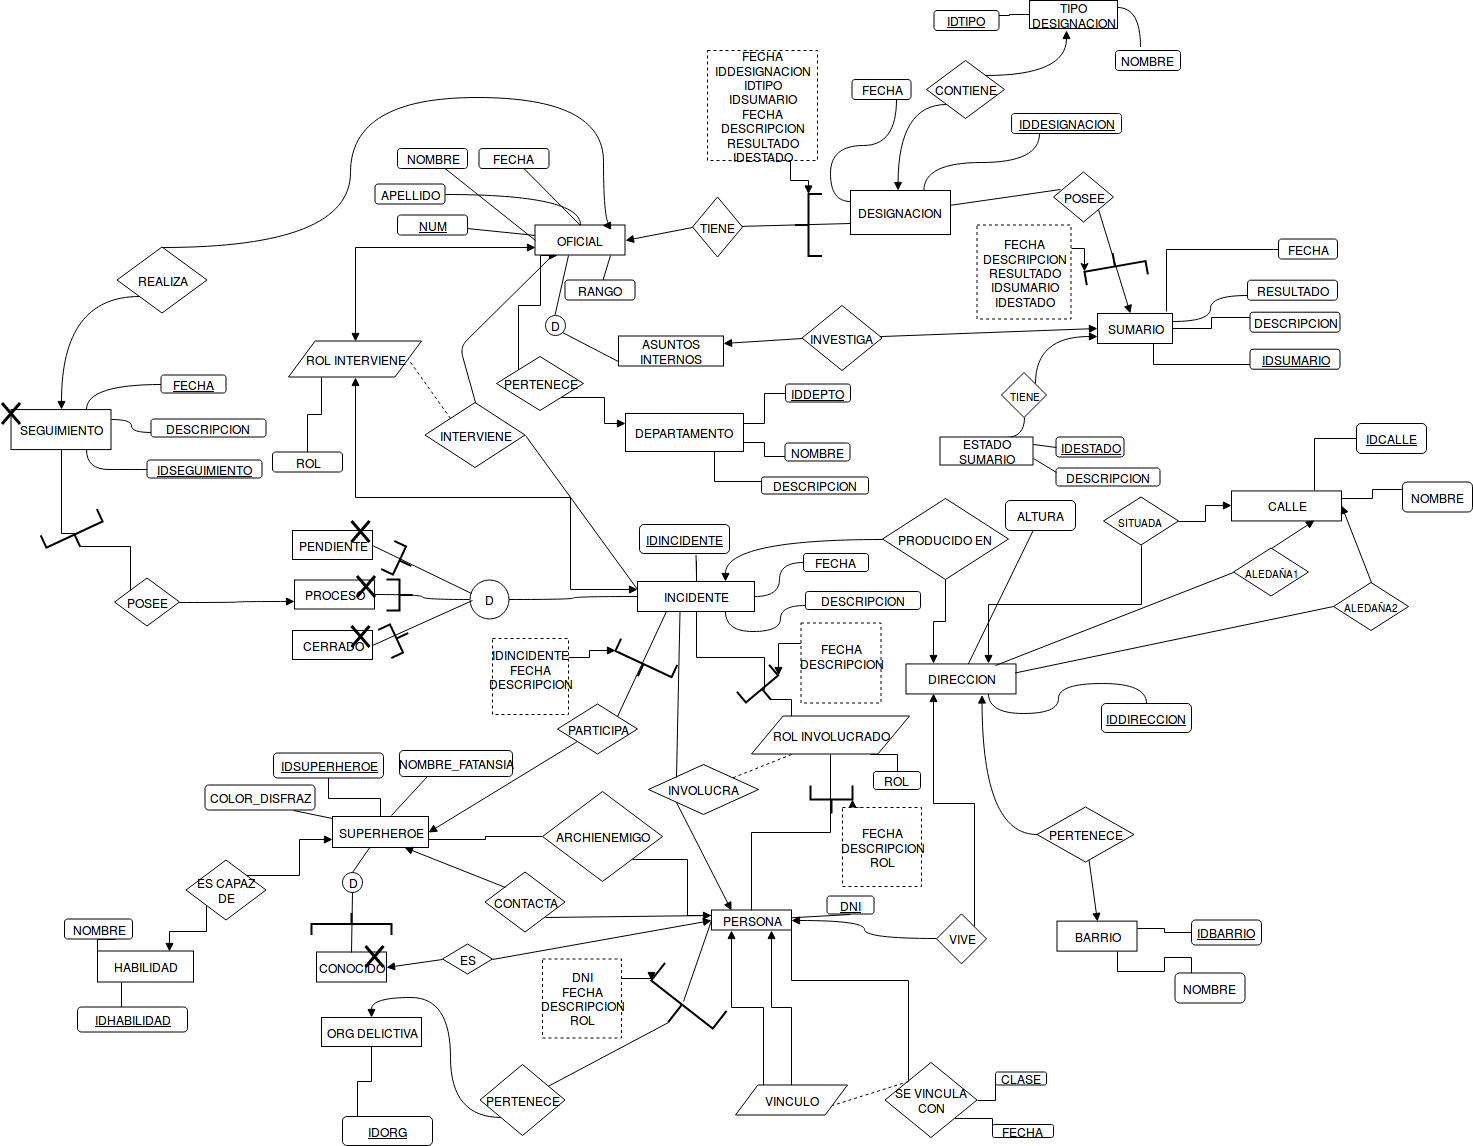 TIPO
DESIGNACION
IDTIPO
NOMBRE
FECHA
IDDESIGNACION
IDTIPO
IDSUMARIO
FECHA
DESCRIPCION
RESULTADO
IDESTADO
FECHA
CONTIENE
IDDESIGNACION
NOMBRE
FECHA
APELLIDO
NUM
OFICIAL
RANGO
TIENE
DESIGNACION
POSEE
FECHA
DESCRIPCION
RESULTADO
IDSUMARIO
IDESTADO
FECHA
RESULTADO
DESCRIPCION
IDSUMARIO
SUMARIO
REALIZA
D
ASUNTOS
INTERNOS
INVESTIGA
ROL INTERVIENE
PERTENECE
TIENE
IDDEPTO
DEPARTAMENTO
NOMBRE
DESCRIPCION
FECHA
SEGUIMIENTO
DESCRIPCION
IDSEGUIMIENTO
ROL
INTERVIENE
ESTADO
SUMARIO
IDESTADO
DESCRIPCION
IDCALLE
CALLE
NOMBRE
SITUADA
ALTURA
PRODUCIDO EN
IDINCIDENTE
PENDIENTE
PROCESO
CERRADO
D
POSEE
INCIDENTE
FECHA
DESCRIPCION
ALEDAÑA1
ALEDAÑA2
IDINCIDENTE
FECHA
DESCRIPCION
FECHA
DESCRIPCION
DIRECCION
IDDIRECCION
PARTICIPA
ROL INVOLUCRADO
ROL
INVOLUCRA
IDSUPERHEROE
NOMBRE_FATANSIA
COLOR_DISFRAZ
SUPERHEROE
ARCHIENEMIGO
FECHA
DESCRIPCION
ROL
PERTENECE
ES CAPAZ
DE
D
CONTACTA
DNI
PERSONA
VIVE
BARRIO
IDBARRIO
NOMBRE
NOMBRE
HABILIDAD
IDHABILIDAD
CONOCIDO
ES
DNI
FECHA
DESCRIPCION
ROL
ORG DELICTIVA
IDORG
PERTENECE
VINCULO
SE VINCULA
CON
CLASE
FECHA